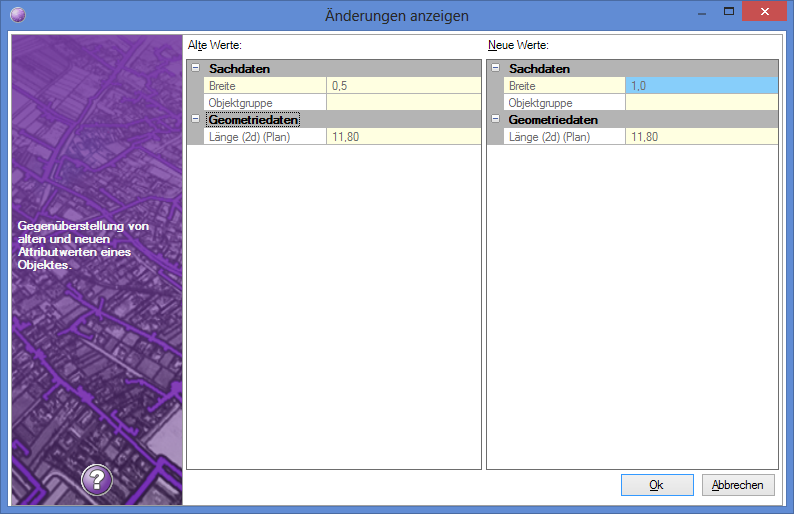 Änderungen anzeigen
Gegenüberstellung von
alten und neuen
Attributwerten eines
Objektes.
?
Alte Werte:
Sachdaten
Breite 0,5
Objektgruppe
Geometriedaten
Länge (2d) (Plan) 11,80
Neue Werte:
Sachdaten
Breite 1,0
Objektgruppe
Geometriedaten
Länge (2d) (Plan) 11,80
Ok Abbrechen